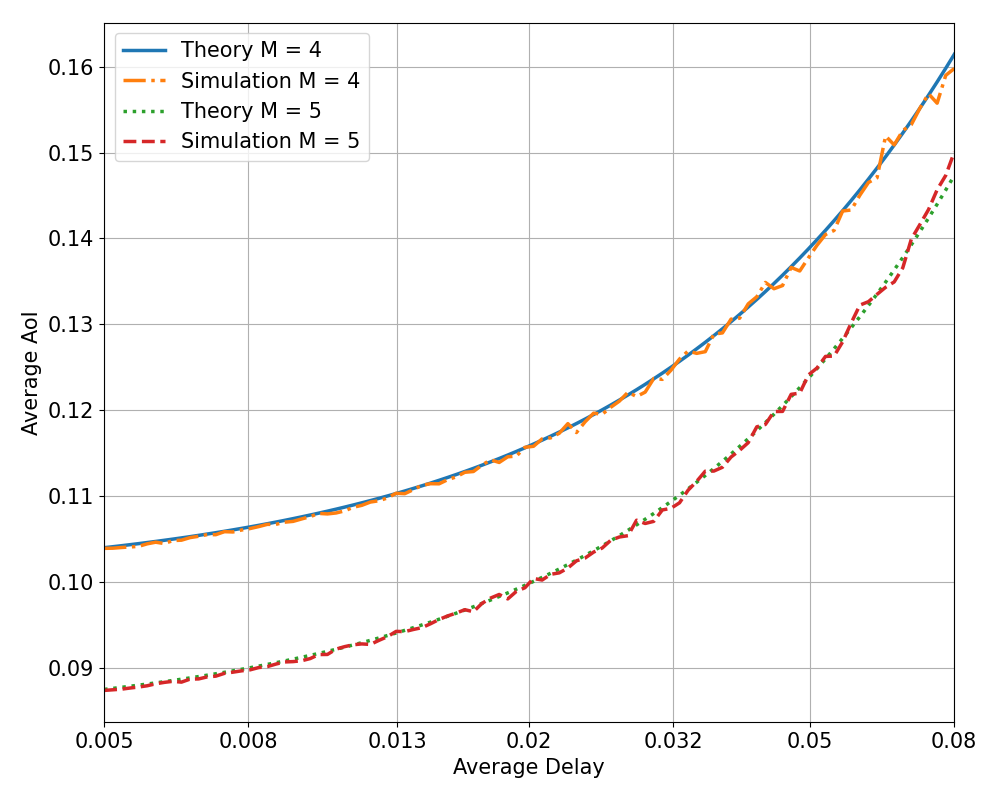 Theory M = 4
Simulation M = 4
Theory M = 5
Simulation M = 5
0.16
0.15
0.14
0.13
0.12
0.11
0.10
0.09
Average AoI
0.005 0.008 0.013 0.02 0.032 0.05 0.08
Average Delay